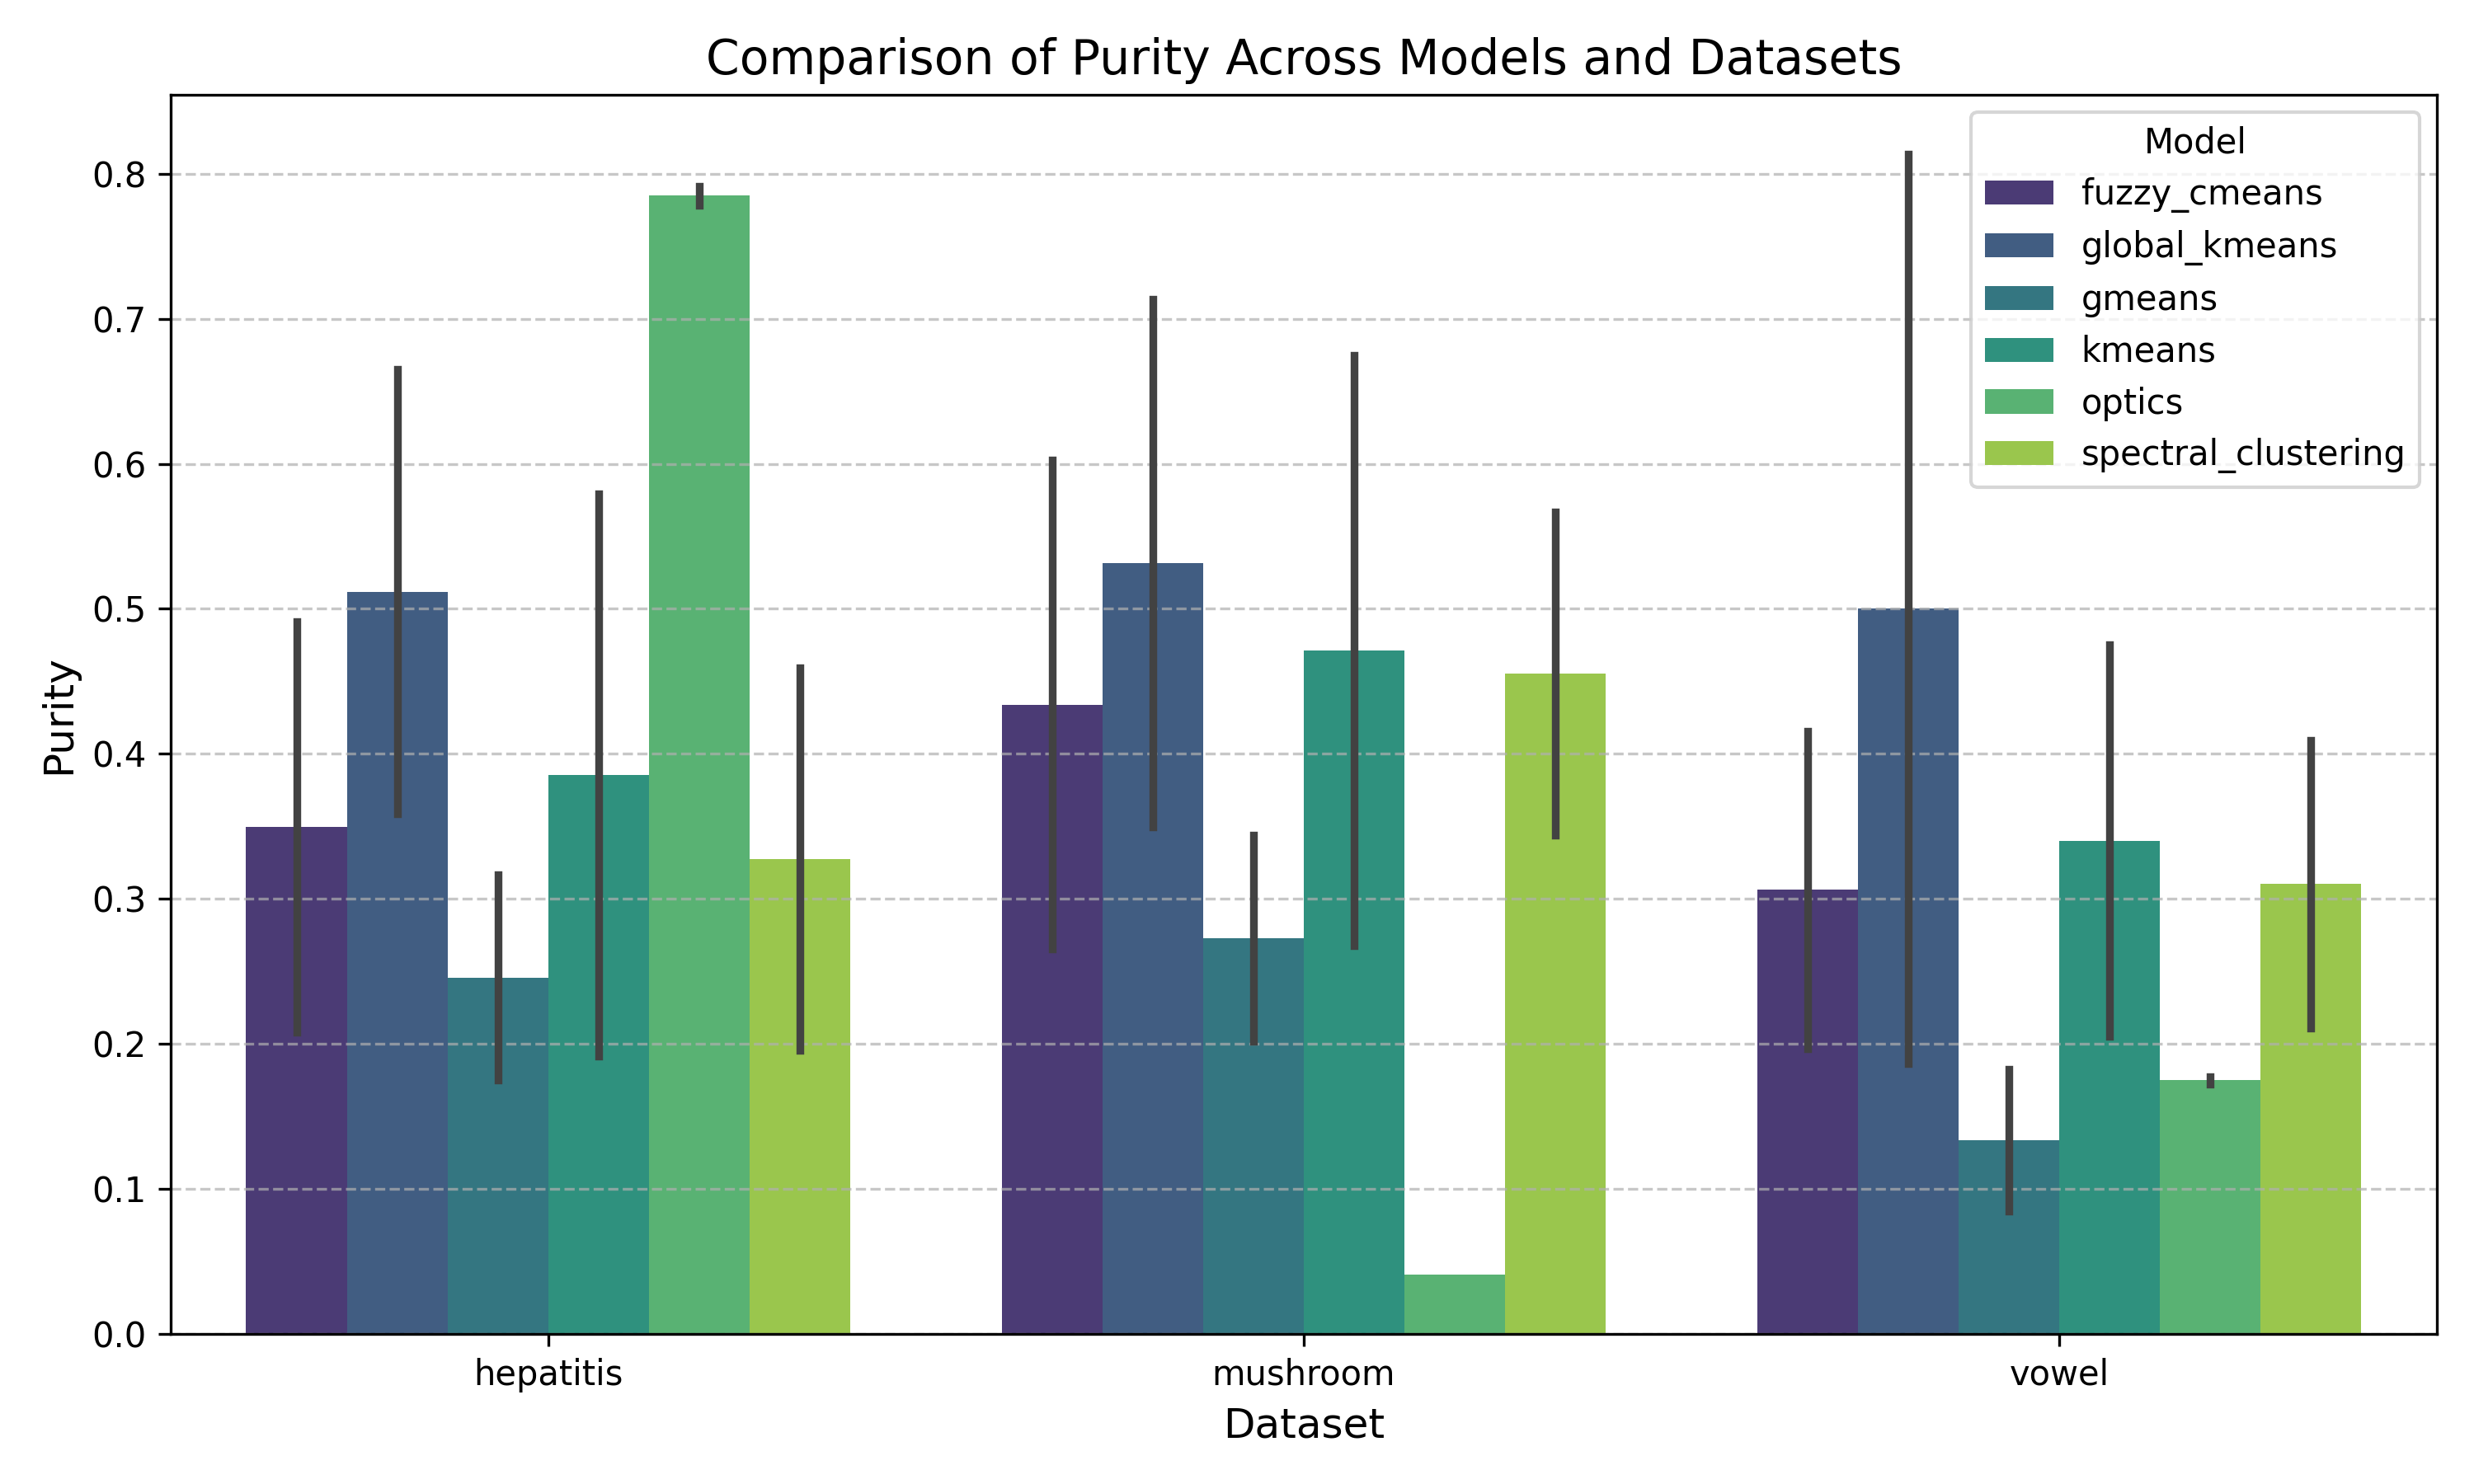 Comparison of Purity Across Models and Datasets
Model
fuzzy_cmeans
global_kmeans
gmeans
kmeans
optics
spectral_clustering
Purity
0.8
0.7
0.6
0.5
0.4
0.3
0.2
0.1
0.0
hepatitis
mushroom
vowel
Dataset